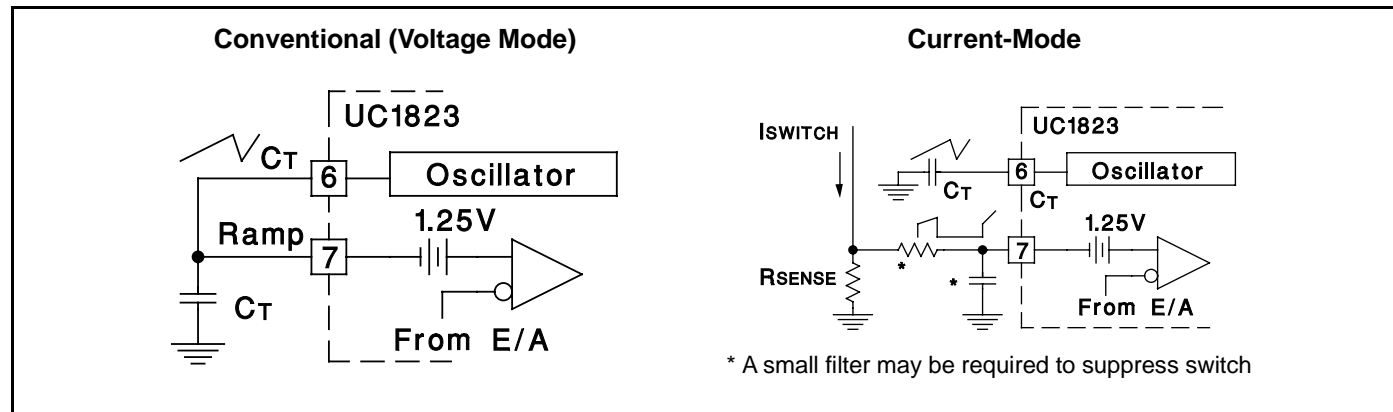 Conventional (Voltage Mode)
UC1823
CT
6
Oscillator
1.25V
Ramp
7
CT
From E/A
Current-Mode
UC1823
ISWITCH
6
Oscillator
CT
CT
1.25V
7
RSENSE
*
*
From E/A
* A small filter may be required to suppress switch